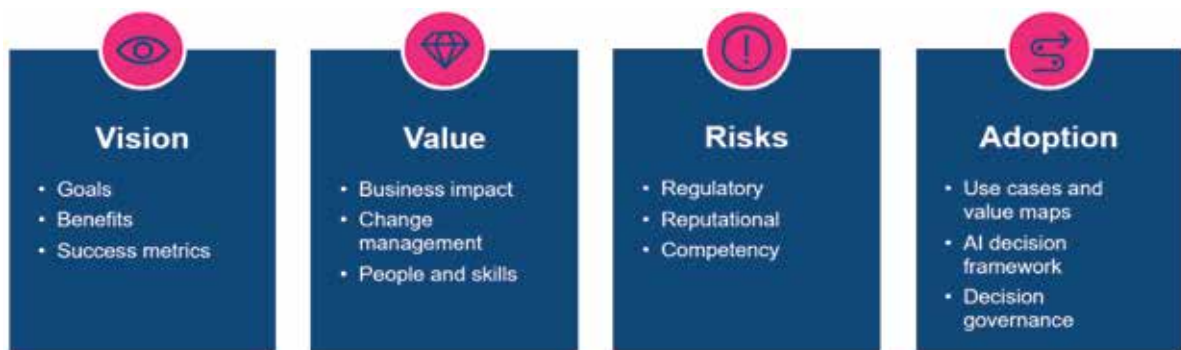 Vision
• Goals
• Benefits
• Success metrics
Value
• Business impact
• Change
management
• People and skills
Risks
• Regulatory
• Reputational
• Competency
Adoption
• Use cases and
value maps
• AI decision
framework
• Decision
governance